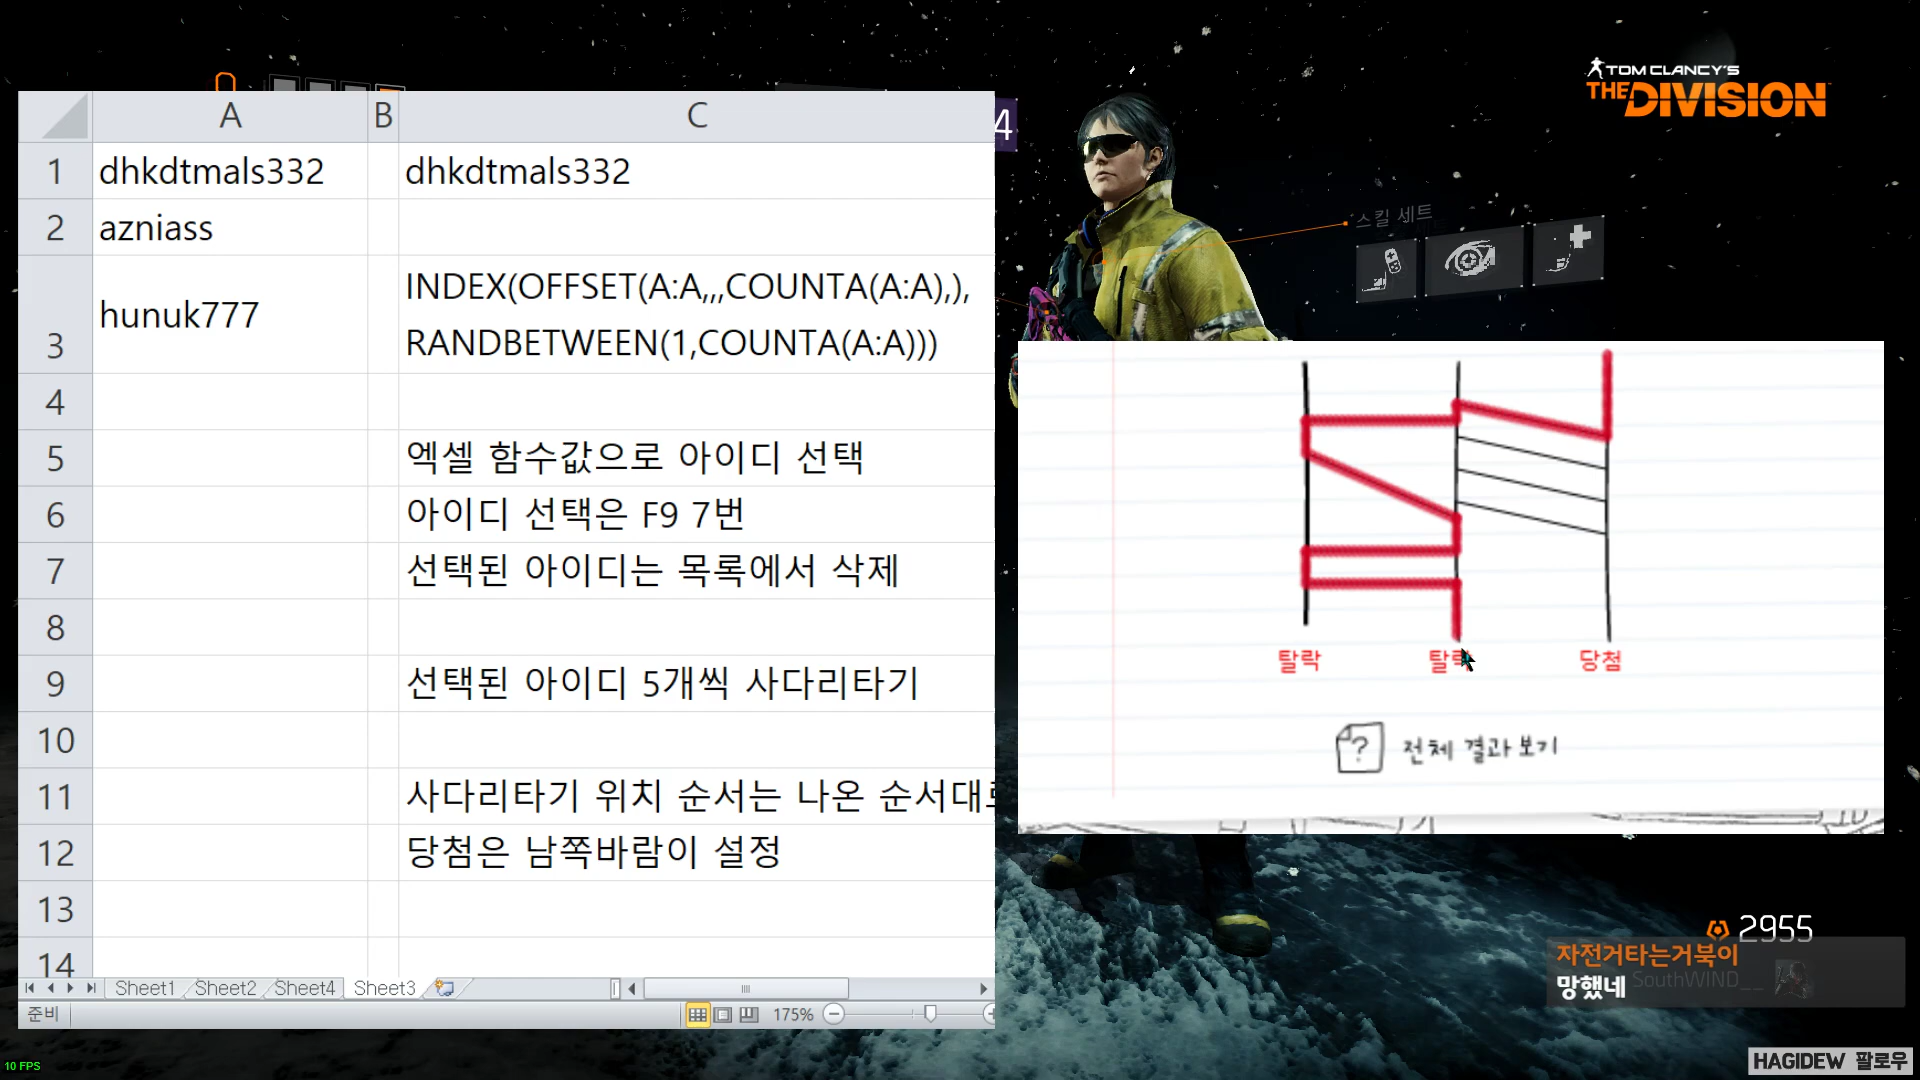 TOM CLANCY'S
THE DIVISION
4
스킬 세트
A B C
1 dhkdtmals332 dhkdtmals332
2 azniass
3 hunuk777 INDEX(OFFSET(A:A,,,COUNTA(A:A),),
RANDBETWEEN(1,COUNTA(A:A)))
4
5 엑셀 함수값으로 아이디 선택
6 아이디 선택은 F9 7번
7 선택된 아이디는 목록에서 삭제
8
9 선택된 아이디 5개씩 사다리타기
10
11 사다리타기 위치 순서는 나온 순서대로
12 당첨은 남쪽바람이 설정
13
14
Sheet1 Sheet2 Sheet4 Sheet3
준비 175%
탈락 탈락 당첨
? 전체 결과 보기
2955
자전거타는거북이
망했네 SouthWIND__
10 FPS
HAGIDEW 팔로우